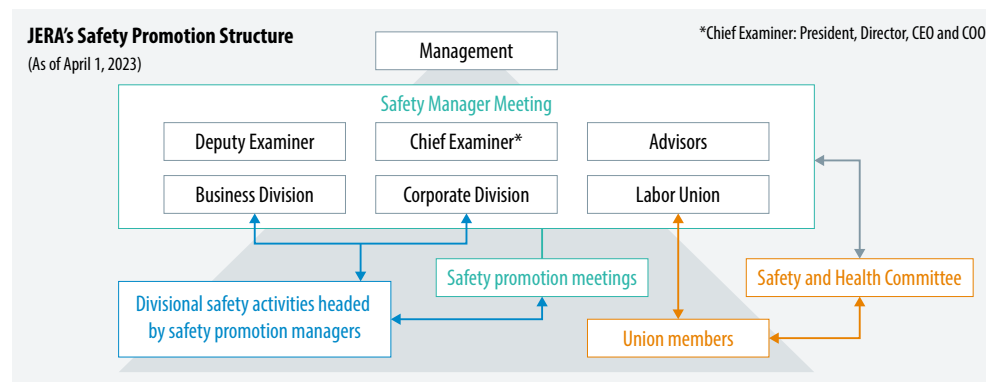 JERA's Safety Promotion Structure
(As of April 1, 2023)
*Chief Examiner: President, Director, CEO and COO
Management
Safety Manager Meeting
Deputy Examiner
Chief Examiner*
Advisors
Business Division
Corporate Division
Labor Union
Safety promotion meetings
Safety and Health Committee
Divisional safety activities headed
by safety promotion managers
Union members